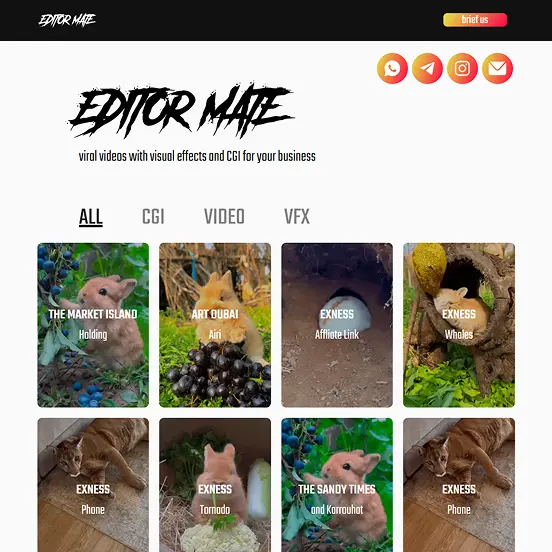 EDITOR MATE
brief us
EDITOR MATE
viral videos with visual effects and CGI for your business
ALL
CGI
VIDEO
VFX
THE MARKET ISLAND
Holding
ART DUBAI
Airi
EXNESS
Affliate Link
EXNESS
Whales
EXNESS
Phone
EXNESS
Tornado
THE SANDY TIMES
and Karrouhat
EXNESS
Phone